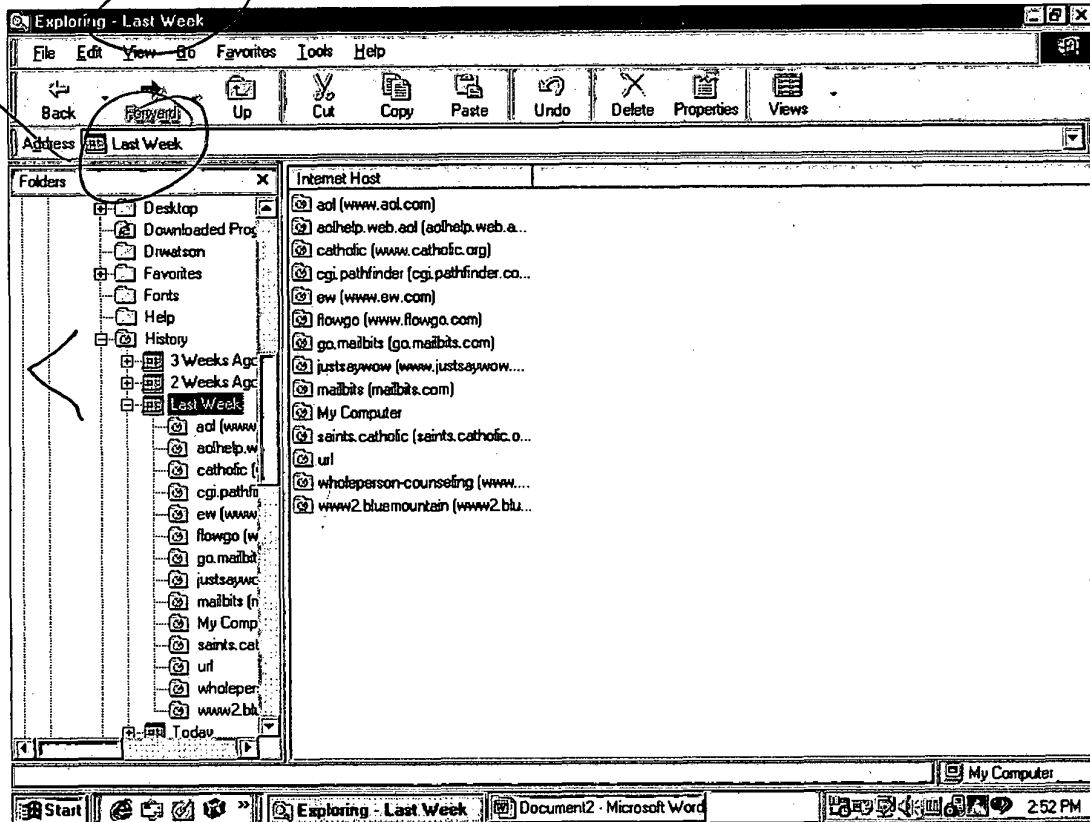 Exploring - Last Week
File Edit View Go Favorites Tools Help
Back Forward Up Cut Copy Paste Undo Delete Properties Views
Address Last Week
Folders
Desktop
Downloaded Prog
Drwatson
Favorites
Fonts
Help
History
3 Weeks Ago
2 Weeks Ago
Last Week
aol (www
aolhelp.w
catholic (
cgi.pathfi
ew (www
flowgo (w
go.mailbit
justsaywo
mailbits (m
My Comp
saints.cat
url
wholeper
www2.blu
Today
Internet Host
aol (www.aol.com)
aolhelp.web.aol (aolhelp.web.a...
catholic (www.catholic.org)
cgi.pathfinder (cgi.pathfinder.co...
ew (www.ew.com)
flowgo (www.flowgo.com)
go.mailbits (go.mailbits.com)
justsaywow (www.justsaywow....
mailbits (mailbits.com)
My Computer
saints.catholic (saints.catholic.o...
url
wholeperson-counseling (www....
www2.bluemountain (www2.blu...
My Computer
Start » Exploring - Last Week Document2 - Microsoft Word 2:52 PM